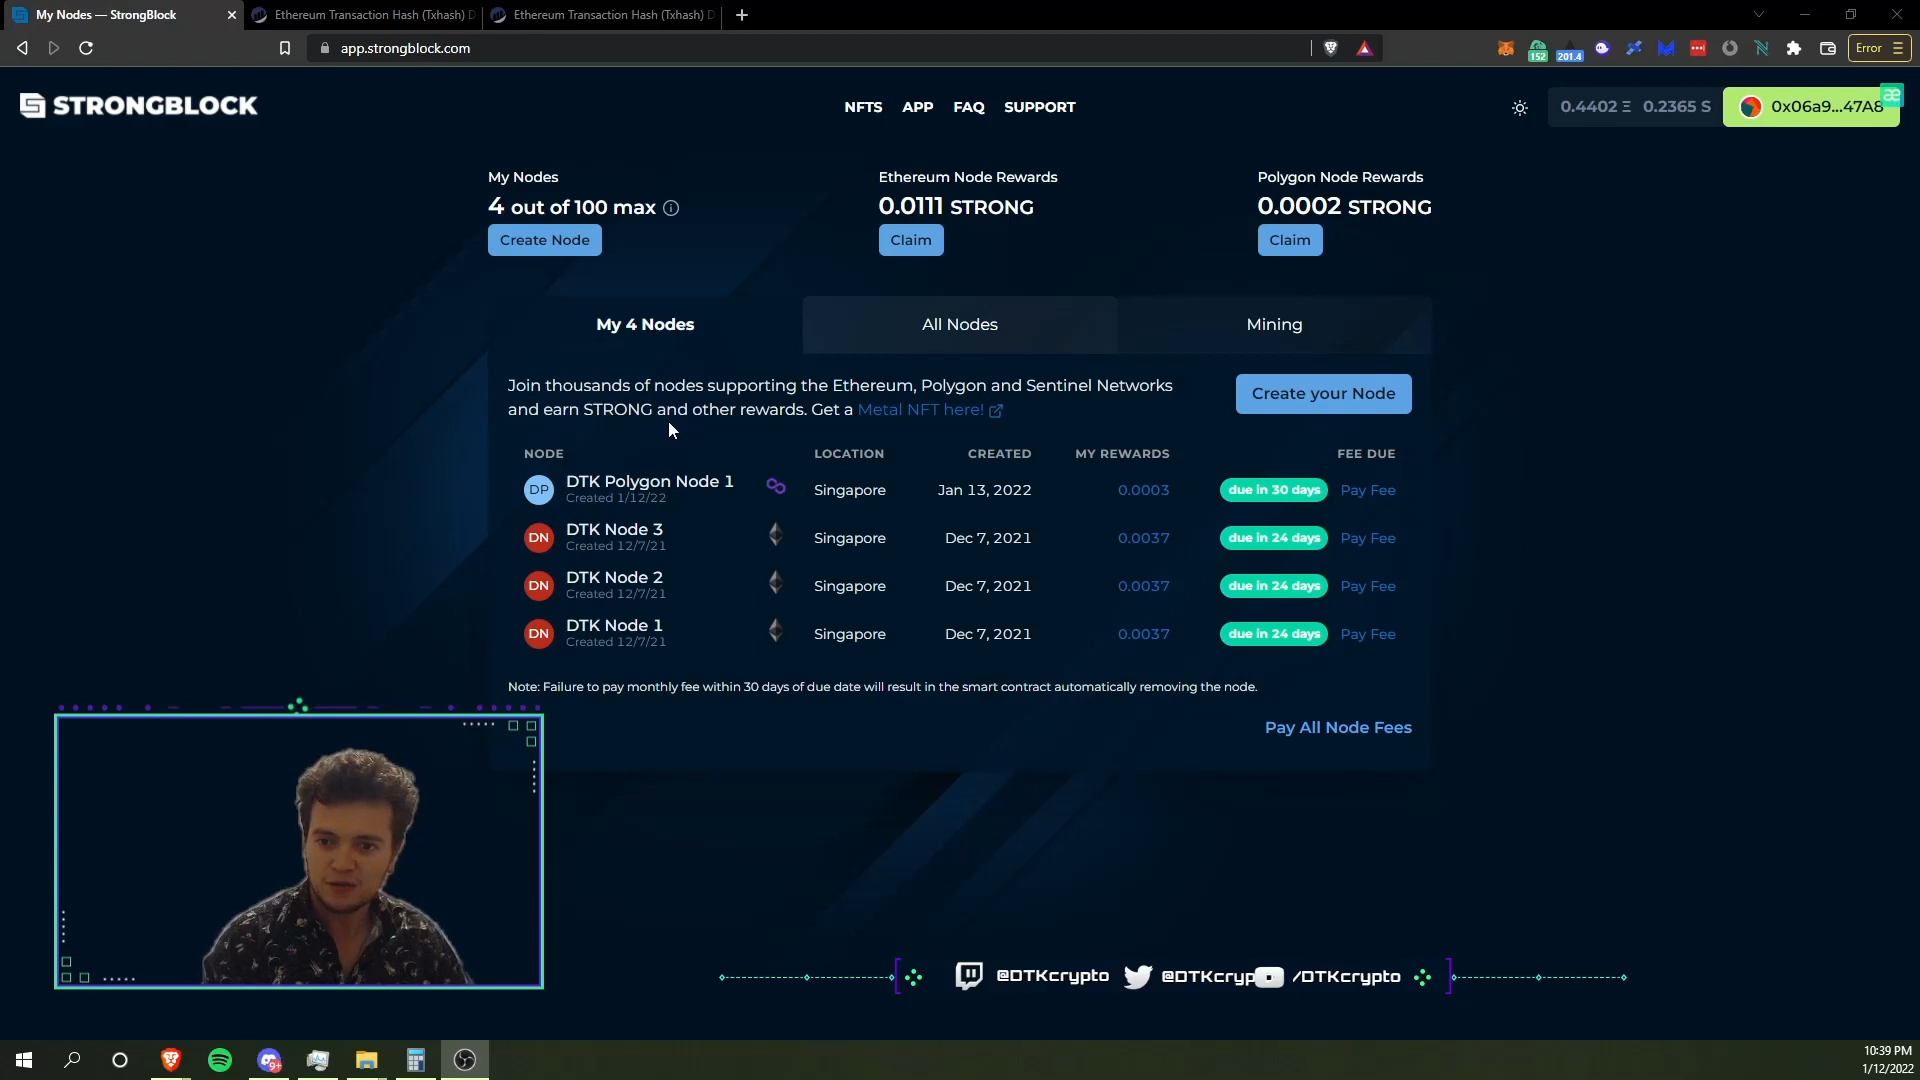 My Nodes — StrongBlock
Ethereum Transaction Hash (Txhash) D
Ethereum Transaction Hash (Txhash) D
app.strongblock.com
152
201.4
Error
STRONGBLOCK
NFTS APP FAQ SUPPORT
0.4402 Ξ 0.2365 S
0x06a9...47A8
æ
My Nodes
4 out of 100 max
Create Node
Ethereum Node Rewards
0.0111 STRONG
Claim
Polygon Node Rewards
0.0002 STRONG
Claim
My 4 Nodes
All Nodes
Mining
Join thousands of nodes supporting the Ethereum, Polygon and Sentinel Networks
and earn STRONG and other rewards. Get a Metal NFT here!
Create your Node
NODE LOCATION CREATED MY REWARDS FEE DUE
DP DTK Polygon Node 1 Singapore Jan 13, 2022 0.0003 due in 30 days Pay Fee
Created 1/12/22
DN DTK Node 3 Singapore Dec 7, 2021 0.0037 due in 24 days Pay Fee
Created 12/7/21
DN DTK Node 2 Singapore Dec 7, 2021 0.0037 due in 24 days Pay Fee
Created 12/7/21
DN DTK Node 1 Singapore Dec 7, 2021 0.0037 due in 24 days Pay Fee
Created 12/7/21
Note: Failure to pay monthly fee within 30 days of due date will result in the smart contract automatically removing the node.
Pay All Node Fees
@DTKcrypto @DTKcryp /DTKcrypto
9+
10:39 PM
1/12/2022